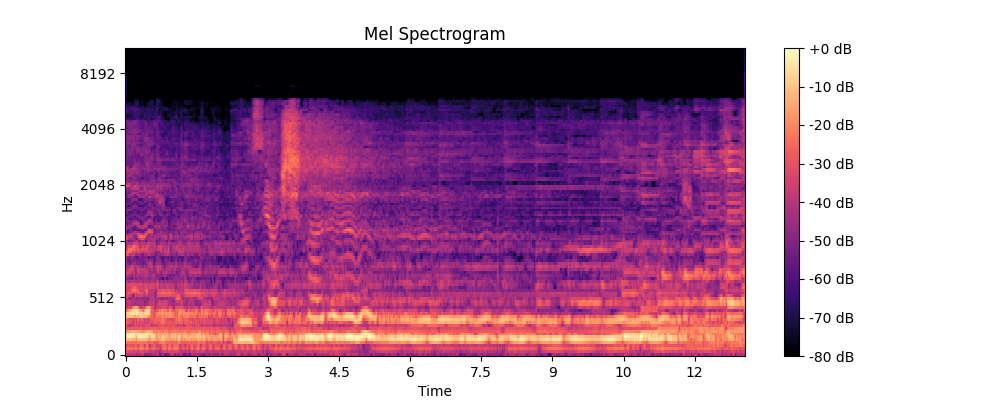 Mel Spectrogram
Hz
8192
4096
2048
1024
512
0
0 1.5 3 4.5 6 7.5 9 10 12
Time
+0 dB
-10 dB
-20 dB
-30 dB
-40 dB
-50 dB
-60 dB
-70 dB
-80 dB